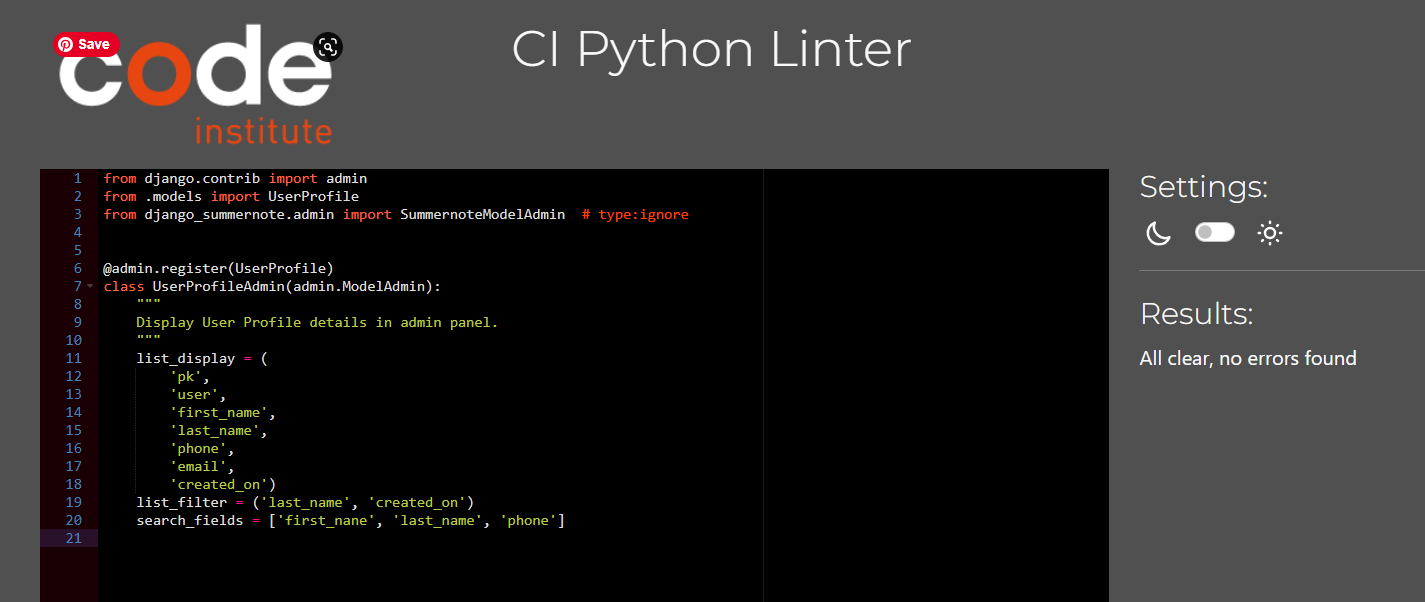 Save
code
institute
CI Python Linter
1 from django.contrib import admin
2 from .models import UserProfile
3 from django_summernote.admin import SummernoteModelAdmin  # type:ignore
4
5
6 @admin.register(UserProfile)
7 class UserProfileAdmin(admin.ModelAdmin):
8     """
9     Display User Profile details in admin panel.
10     """
11     list_display = (
12         'pk',
13         'user',
14         'first_name',
15         'last_name',
16         'phone',
17         'email',
18         'created_on')
19     list_filter = ('last_name', 'created_on')
20     search_fields = ['first_nane', 'last_name', 'phone']
21
Settings:
Results:
All clear, no errors found